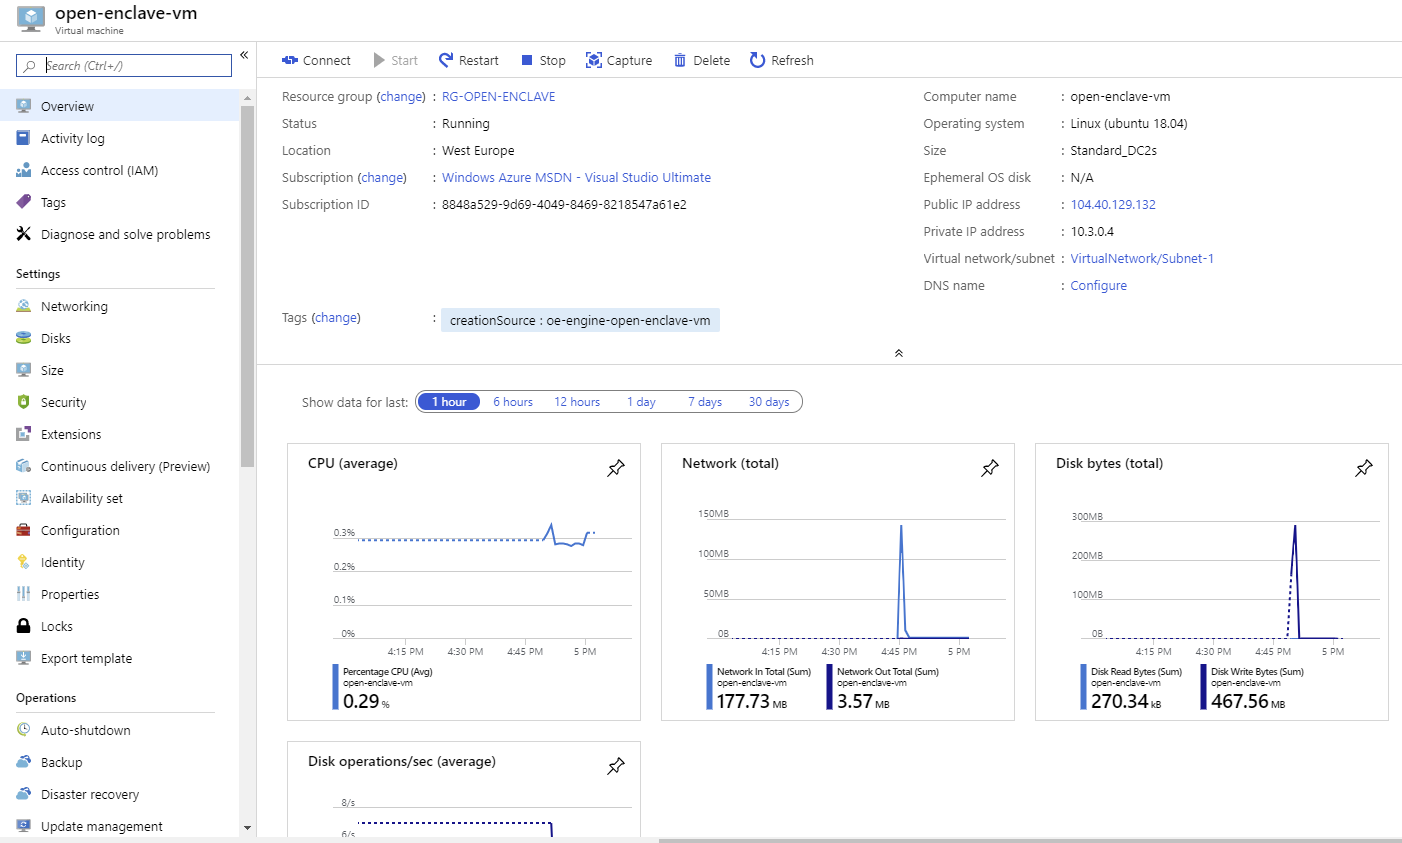 open-enclave-vm
Virtual machine
Search (Ctrl+/)
«
Overview
Activity log
Access control (IAM)
Tags
Diagnose and solve problems
Settings
Networking
Disks
Size
Security
Extensions
Continuous delivery (Preview)
Availability set
Configuration
Identity
Properties
Locks
Export template
Operations
Auto-shutdown
Backup
Disaster recovery
Update management
Connect Start Restart Stop Capture Delete Refresh
Resource group (change) : RG-OPEN-ENCLAVE
Status : Running
Location : West Europe
Subscription (change) : Windows Azure MSDN - Visual Studio Ultimate
Subscription ID : 8848a529-9d69-4049-8469-8218547a61e2
Computer name : open-enclave-vm
Operating system : Linux (ubuntu 18.04)
Size : Standard_DC2s
Ephemeral OS disk : N/A
Public IP address : 104.40.129.132
Private IP address : 10.3.0.4
Virtual network/subnet : VirtualNetwork/Subnet-1
DNS name : Configure
Tags (change) : creationSource : oe-engine-open-enclave-vm
Show data for last: 1 hour 6 hours 12 hours 1 day 7 days 30 days
CPU (average)
0.3%
0.2%
0.1%
0%
4:15 PM 4:30 PM 4:45 PM 5 PM
Percentage CPU (Avg)
open-enclave-vm
0.29 %
Network (total)
150MB
100MB
50MB
0B
4:15 PM 4:30 PM 4:45 PM 5 PM
Network In Total (Sum) Network Out Total (Sum)
open-enclave-vm open-enclave-vm
177.73 MB 3.57 MB
Disk bytes (total)
300MB
200MB
100MB
0B
4:15 PM 4:30 PM 4:45 PM 5 PM
Disk Read Bytes (Sum) Disk Write Bytes (Sum)
open-enclave-vm open-enclave-vm
270.34 kB 467.56 MB
Disk operations/sec (average)
8/s
6/s